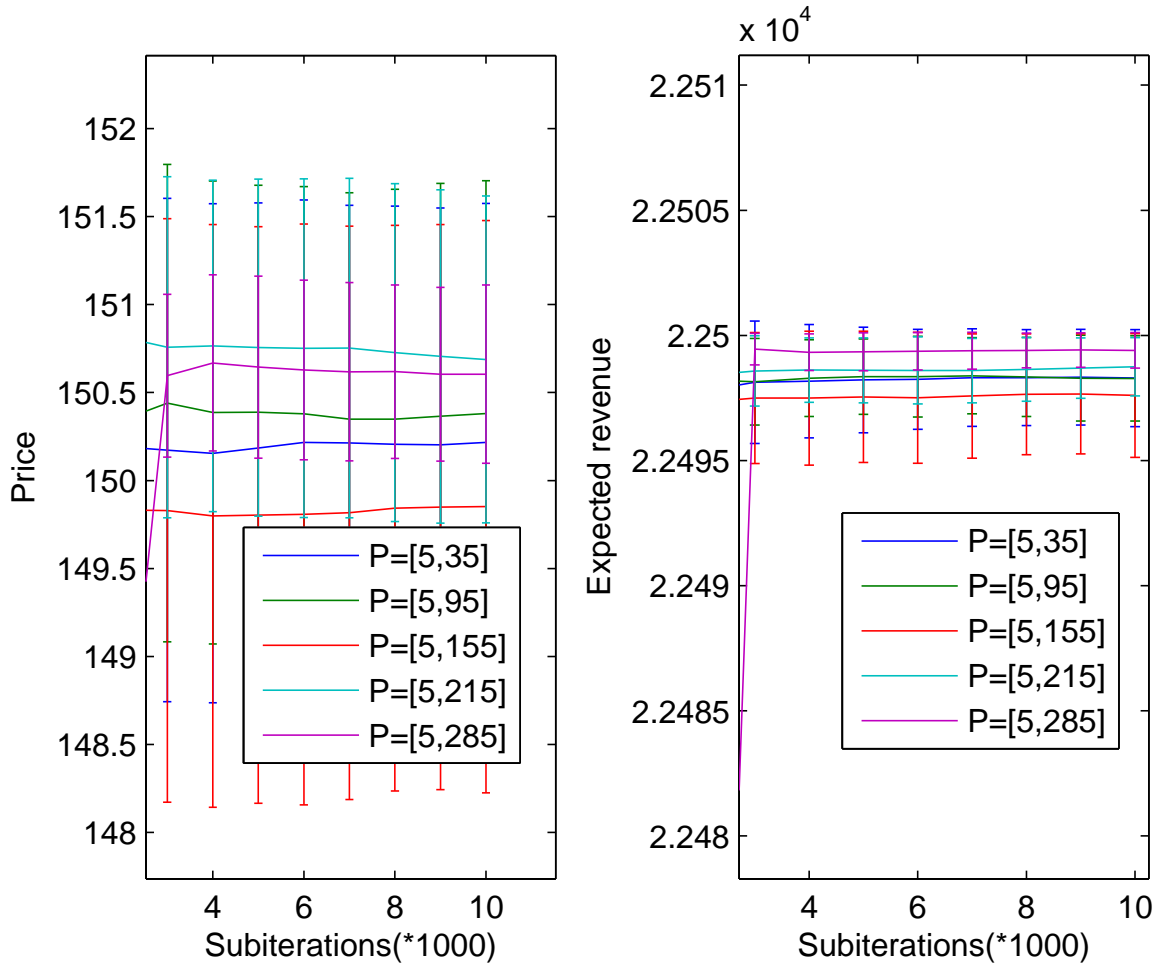 152
151.5
151
150.5
150
149.5
149
148.5
148
Price
4
6
8
10
Subiterations(*1000)
P=[5,35]
P=[5,95]
P=[5,155]
P=[5,215]
P=[5,285]
x 10^4
2.251
2.2505
2.25
2.2495
2.249
2.2485
2.248
Expected revenue
4
6
8
10
Subiterations(*1000)
P=[5,35]
P=[5,95]
P=[5,155]
P=[5,215]
P=[5,285]